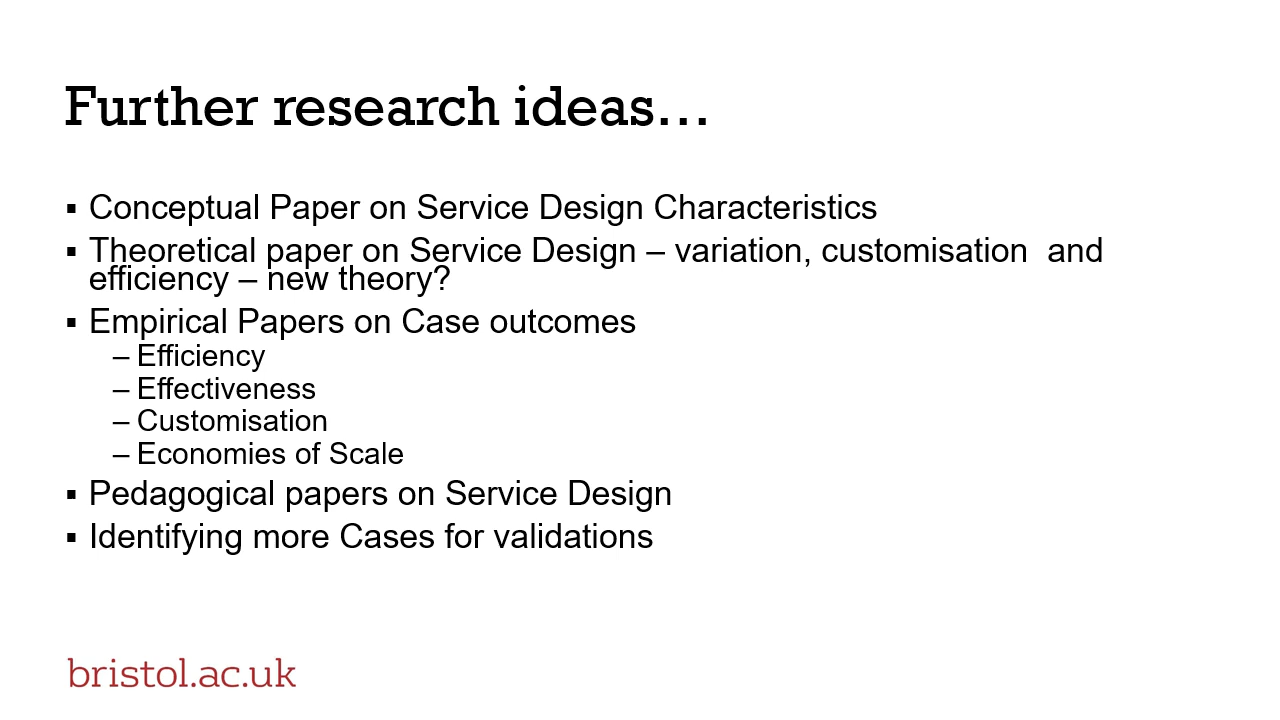 Further research ideas…
▪ Conceptual Paper on Service Design Characteristics
▪ Theoretical paper on Service Design – variation, customisation  and
efficiency – new theory?
▪ Empirical Papers on Case outcomes
– Efficiency
– Effectiveness
– Customisation
– Economies of Scale
▪ Pedagogical papers on Service Design
▪ Identifying more Cases for validations
bristol.ac.uk